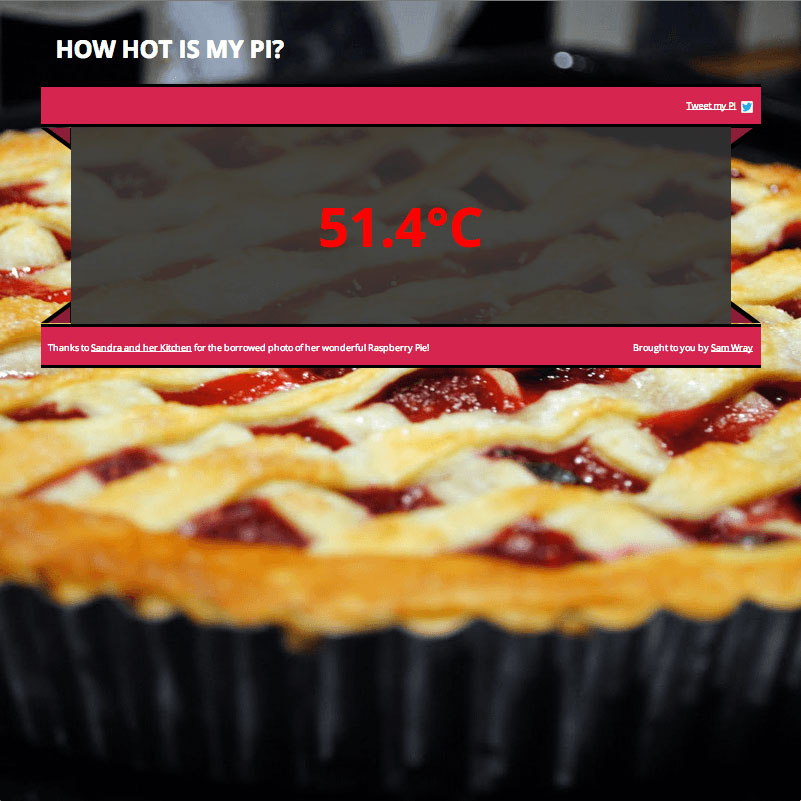 HOW HOT IS MY PI?
Tweet my PI
51.4°C
Thanks to Sandra and her Kitchen for the borrowed photo of her wonderful Raspberry Pie!
Brought to you by Sam Wray